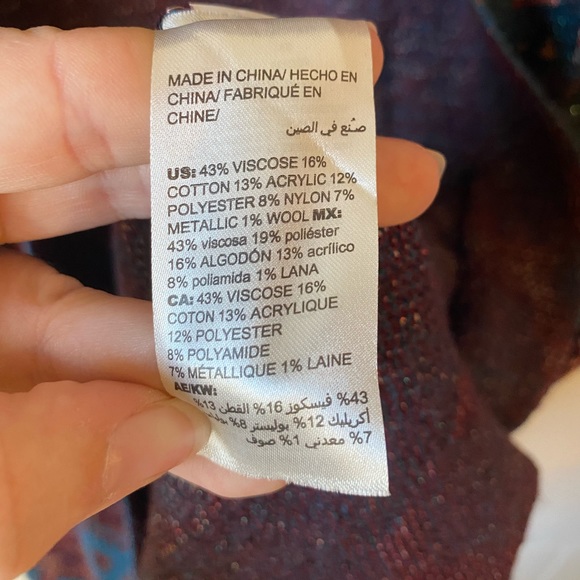 MADE IN CHINA/ HECHO EN
CHINA/ FABRIQUÉ EN
CHINE/
صُنع في الصين
US: 43% VISCOSE 16%
COTTON 13% ACRYLIC 12%
POLYESTER 8% NYLON 7%
METALLIC 1% WOOL MX:
43% viscosa 19% poliéster
16% ALGODÓN 13% acrílico
8% poliamida 1% LANA
CA: 43% VISCOSE 16%
COTON 13% ACRYLIQUE
12% POLYESTER
8% POLYAMIDE
7% MÉTALLIQUE 1% LAINE
AE/KW:
43% فيسكوز 16% القطن 13%
أكريليك 12% بوليستر 8%
7% معدني 1% صوف